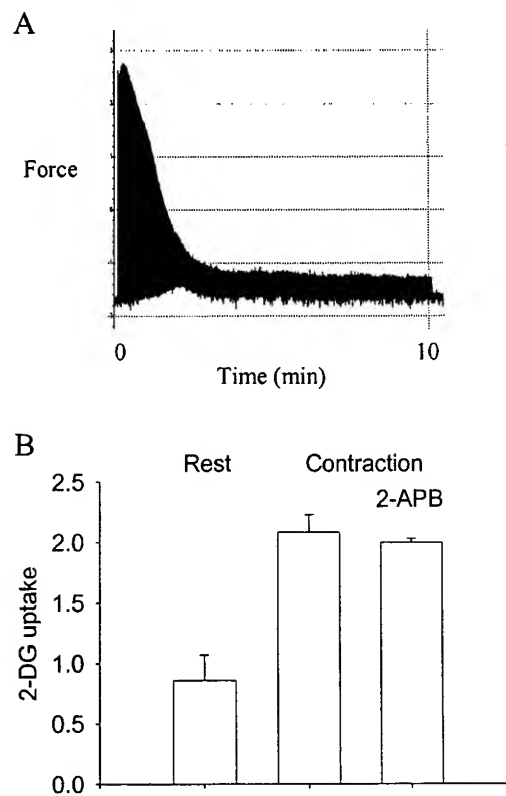 A
Force
0
10
Time (min)
B
Rest
Contraction
2-APB
2.5
2.0
1.5
1.0
0.5
0.0
2-DG uptake